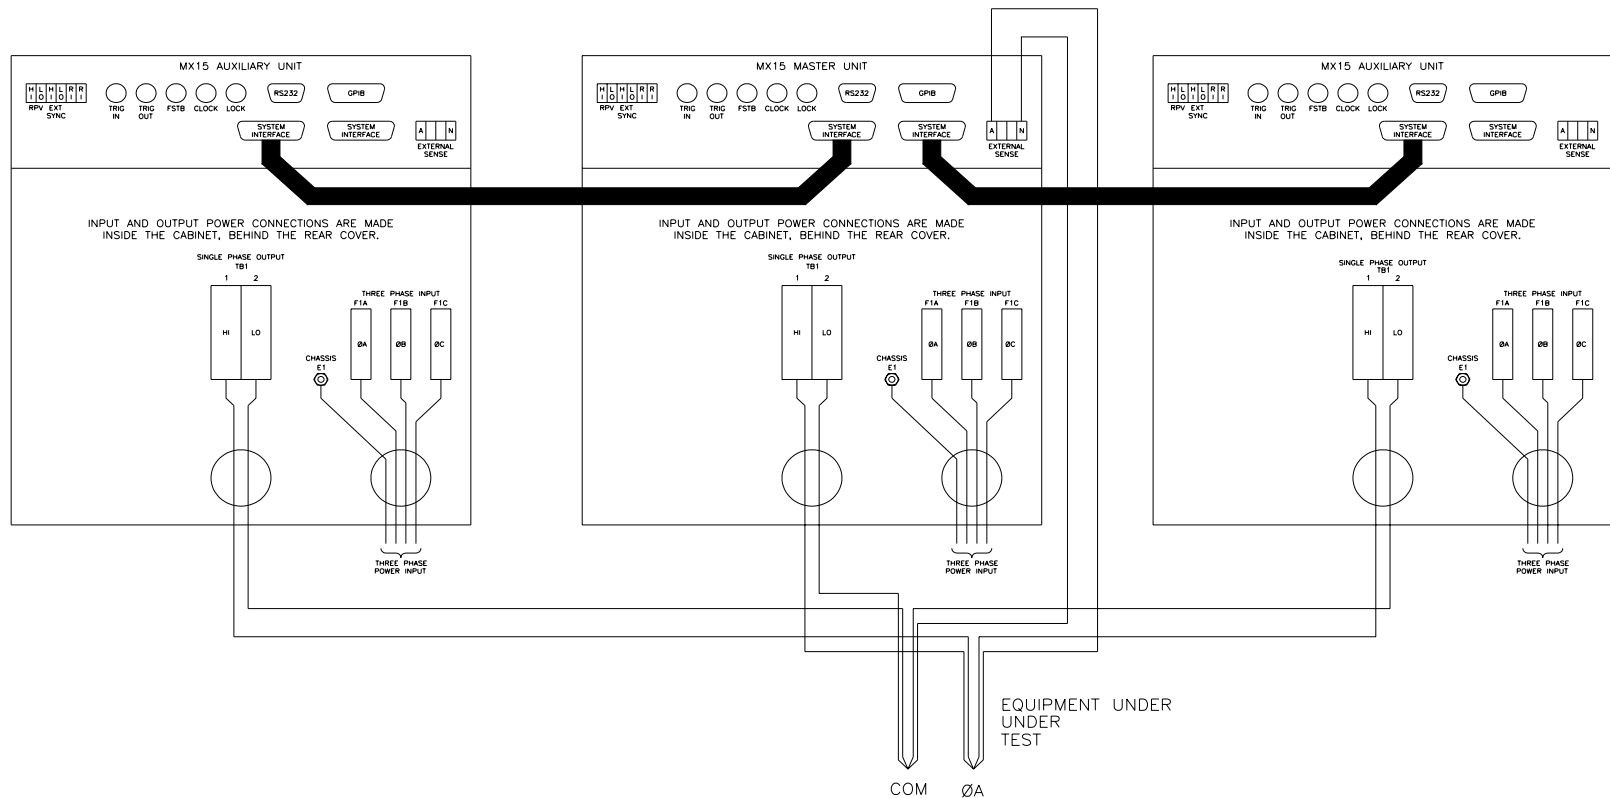 MX15 AUXILIARY UNIT
H L H L R R
I O I O I I
RPV EXT
SYNC
TRIG
IN
TRIG
OUT
FSTB
CLOCK
LOCK
RS232
GPIB
SYSTEM
INTERFACE
SYSTEM
INTERFACE
A N
EXTERNAL
SENSE
INPUT AND OUTPUT POWER CONNECTIONS ARE MADE
INSIDE THE CABINET, BEHIND THE REAR COVER.
SINGLE PHASE OUTPUT
TB1
1 2
HI LO
THREE PHASE INPUT
F1A F1B F1C
ØA ØB ØC
CHASSIS
E1
THREE PHASE
POWER INPUT
MX15 MASTER UNIT
H L H L R R
I O I O I I
RPV EXT
SYNC
TRIG
IN
TRIG
OUT
FSTB
CLOCK
LOCK
RS232
GPIB
SYSTEM
INTERFACE
SYSTEM
INTERFACE
A N
EXTERNAL
SENSE
INPUT AND OUTPUT POWER CONNECTIONS ARE MADE
INSIDE THE CABINET, BEHIND THE REAR COVER.
SINGLE PHASE OUTPUT
TB1
1 2
HI LO
THREE PHASE INPUT
F1A F1B F1C
ØA ØB ØC
CHASSIS
E1
THREE PHASE
POWER INPUT
MX15 AUXILIARY UNIT
H L H L R R
I O I O I I
RPV EXT
SYNC
TRIG
IN
TRIG
OUT
FSTB
CLOCK
LOCK
RS232
GPIB
SYSTEM
INTERFACE
SYSTEM
INTERFACE
A N
EXTERNAL
SENSE
INPUT AND OUTPUT POWER CONNECTIONS ARE MADE
INSIDE THE CABINET, BEHIND THE REAR COVER.
SINGLE PHASE OUTPUT
TB1
1 2
HI LO
THREE PHASE INPUT
F1A F1B F1C
ØA ØB ØC
CHASSIS
E1
THREE PHASE
POWER INPUT
EQUIPMENT UNDER
UNDER
TEST
COM ØA